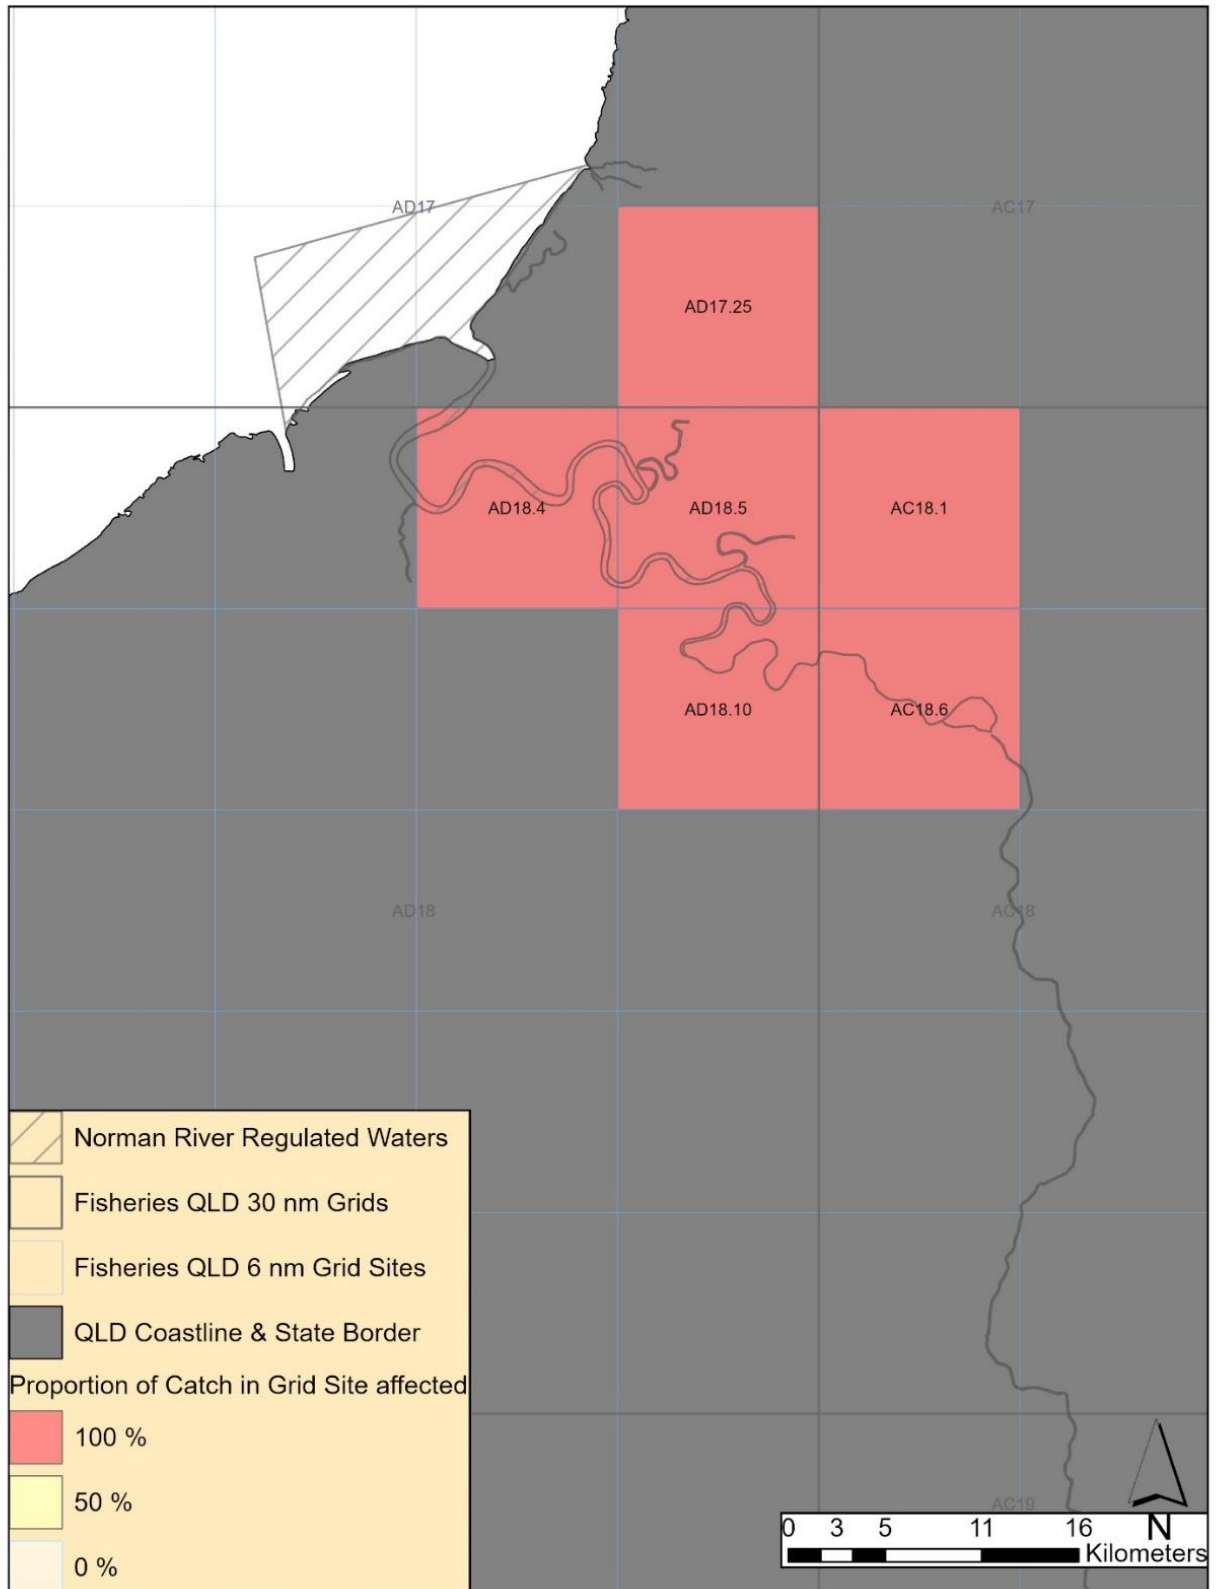 AD17
AC17
AD17.25
AD18.4
AD18.5
AC18.1
AD18.10
AC18.6
AD18
AC18
Norman River Regulated Waters
Fisheries QLD 30 nm Grids
Fisheries QLD 6 nm Grid Sites
QLD Coastline & State Border
Proportion of Catch in Grid Site affected
100 %
50 %
0 %
AC19
N
0 3 5 11 16
Kilometers